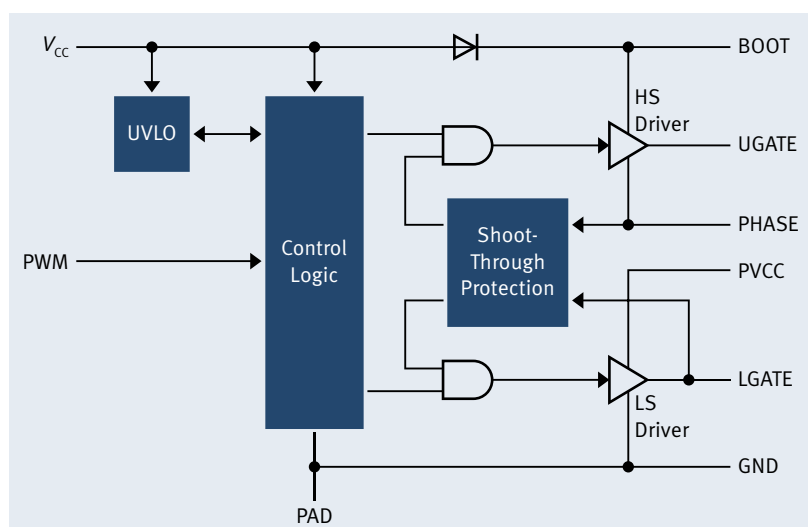 VCC
BOOT
HS
Driver
UVLO
UGATE
PHASE
Shoot-
Through
Protection
Control
Logic
PWM
PVCC
LGATE
LS
Driver
GND
PAD